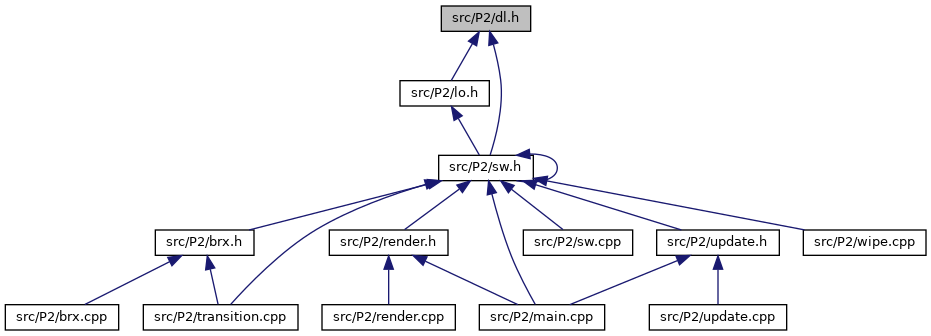 src/P2/dl.h
src/P2/lo.h
src/P2/sw.h
src/P2/brx.h
src/P2/render.h
src/P2/sw.cpp
src/P2/update.h
src/P2/wipe.cpp
src/P2/brx.cpp
src/P2/transition.cpp
src/P2/render.cpp
src/P2/main.cpp
src/P2/update.cpp